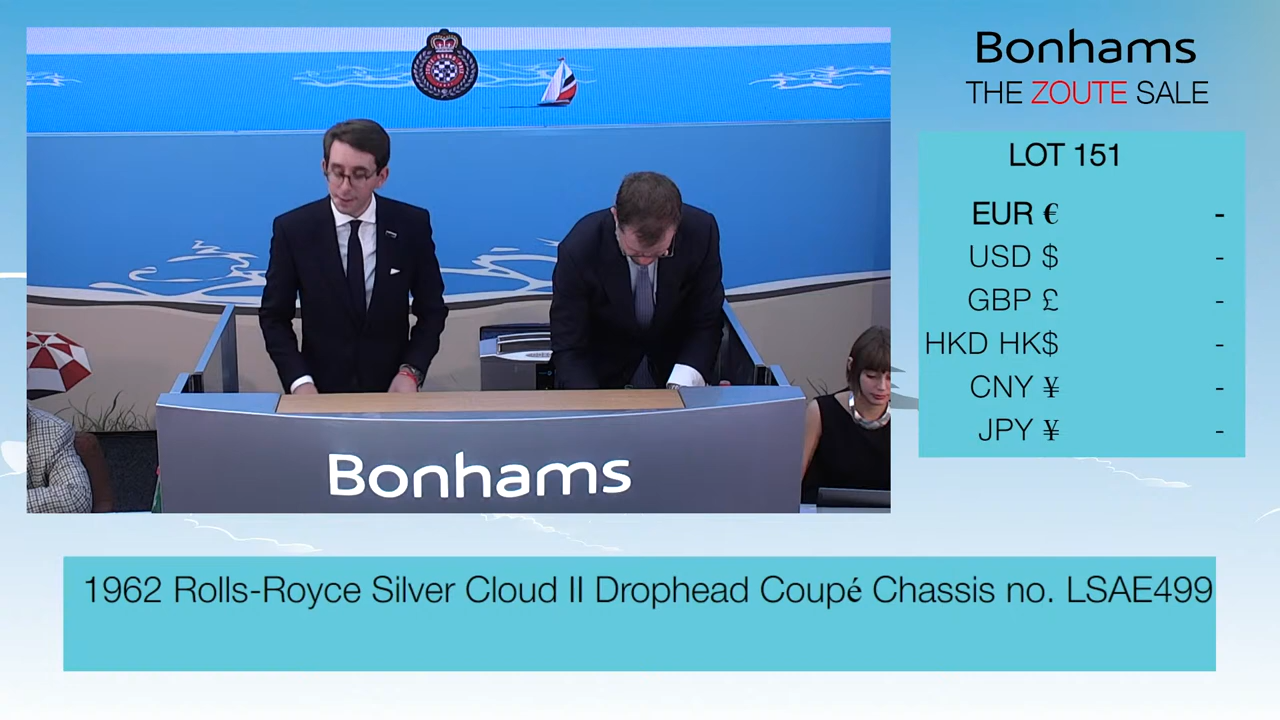 Bonhams
THE ZOUTE SALE
LOT 151
EUR € -
USD $ -
GBP £ -
HKD HK$ -
CNY ¥ -
JPY ¥ -
Bonhams
1962 Rolls-Royce Silver Cloud II Drophead Coupé Chassis no. LSAE499